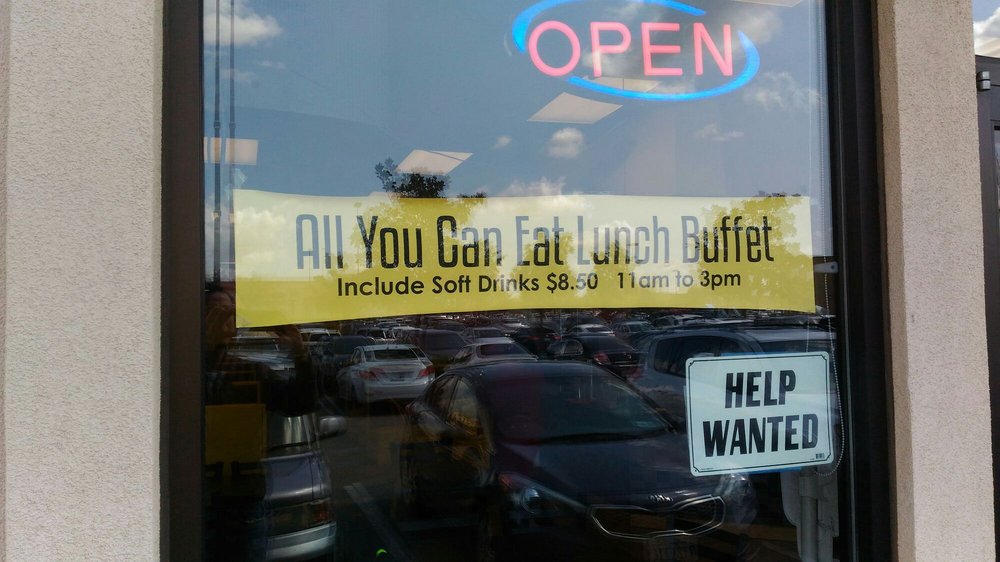 OPEN
All You Can Eat Lunch Buffet
Include Soft Drinks $8.50 11am to 3pm
HELP
WANTED